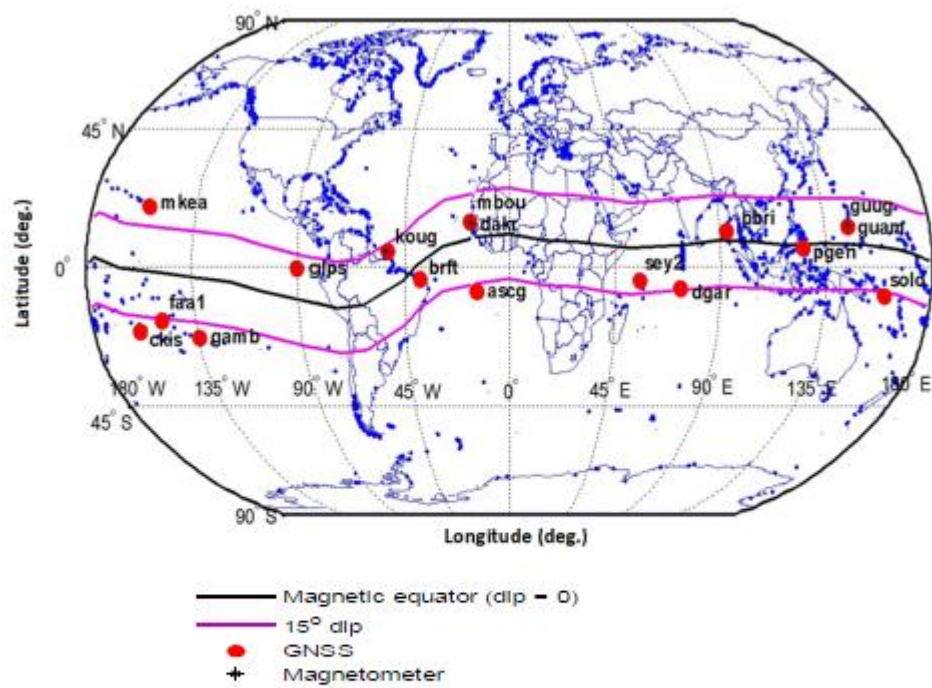 90° N
45° N
0°
45° S
90 S
Latitude (deg.)
mkea
mbou
dakr
koug
glps
brft
ascg
faa1
ckis
gamb
sey2
dgar
bbri
guug
guam
pgen
solo
180° W
135° W
90° W
45° W
0°
45° E
90° E
135° E
180° E
Longitude (deg.)
Magnetic equator (dip = 0)
15° dip
GNSS
Magnetometer